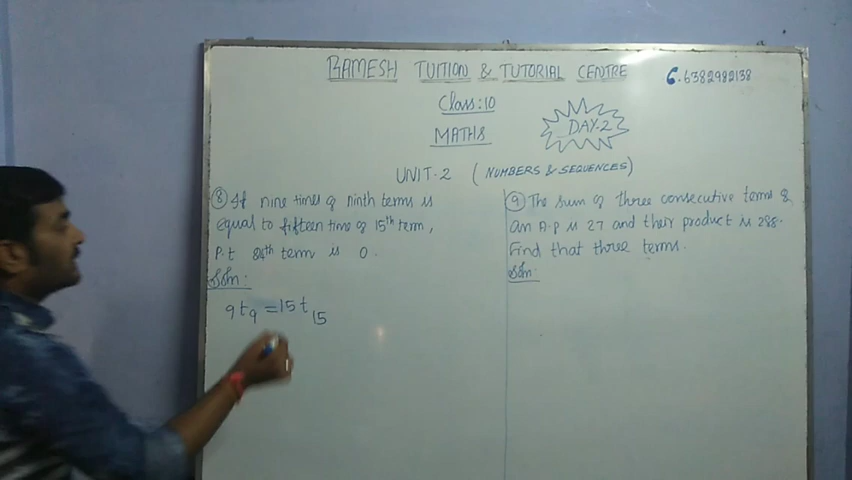 RAMESH TUITION & TUTORIAL CENTRE
6382982138
Class:10
MATHS
DAY-2
UNIT-2 (NUMBERS & SEQUENCES)
8 If nine times of ninth terms is
equal to fifteen time of 15th term,
P.t 24th term is 0.
Soln:
9t9 = 15t15
9 The sum of three consecutive terms of
an A.P is 27 and their product is 288.
Find that three terms.
Soln: